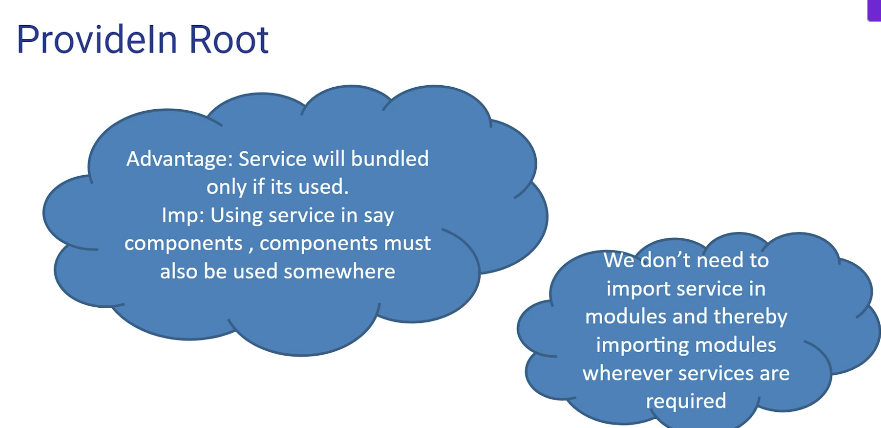 ProvideIn Root
Advantage: Service will bundled
only if its used.
Imp: Using service in say
components , components must
also be used somewhere
We don’t need to
import service in
modules and thereby
importing modules
wherever services are
required